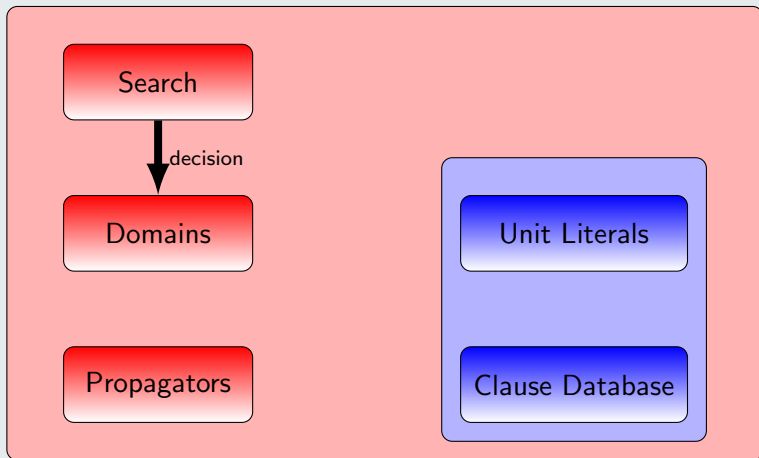 Search
decision
Domains
Unit Literals
Propagators
Clause Database